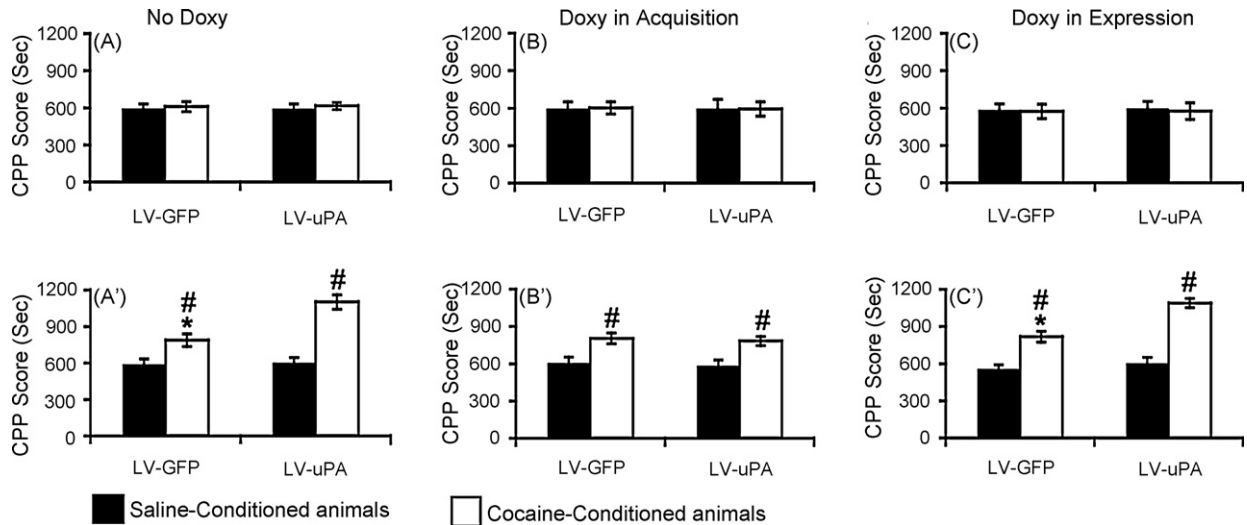 No Doxy
Doxy in Acquisition
Doxy in Expression
(A)
CPP Score (Sec)
1200
900
600
300
0
LV-GFP
LV-uPA
(B)
CPP Score (Sec)
1200
900
600
300
0
LV-GFP
LV-uPA
(C)
CPP Score (Sec)
1200
900
600
300
0
LV-GFP
LV-uPA
(A')
CPP Score (Sec)
1200
900
600
300
0
#
*
#
LV-GFP
LV-uPA
(B')
CPP Score (Sec)
1200
900
600
300
0
#
#
LV-GFP
LV-uPA
(C')
CPP Score (Sec)
1200
900
600
300
0
#
*
#
LV-GFP
LV-uPA
Saline-Conditioned animals
Cocaine-Conditioned animals